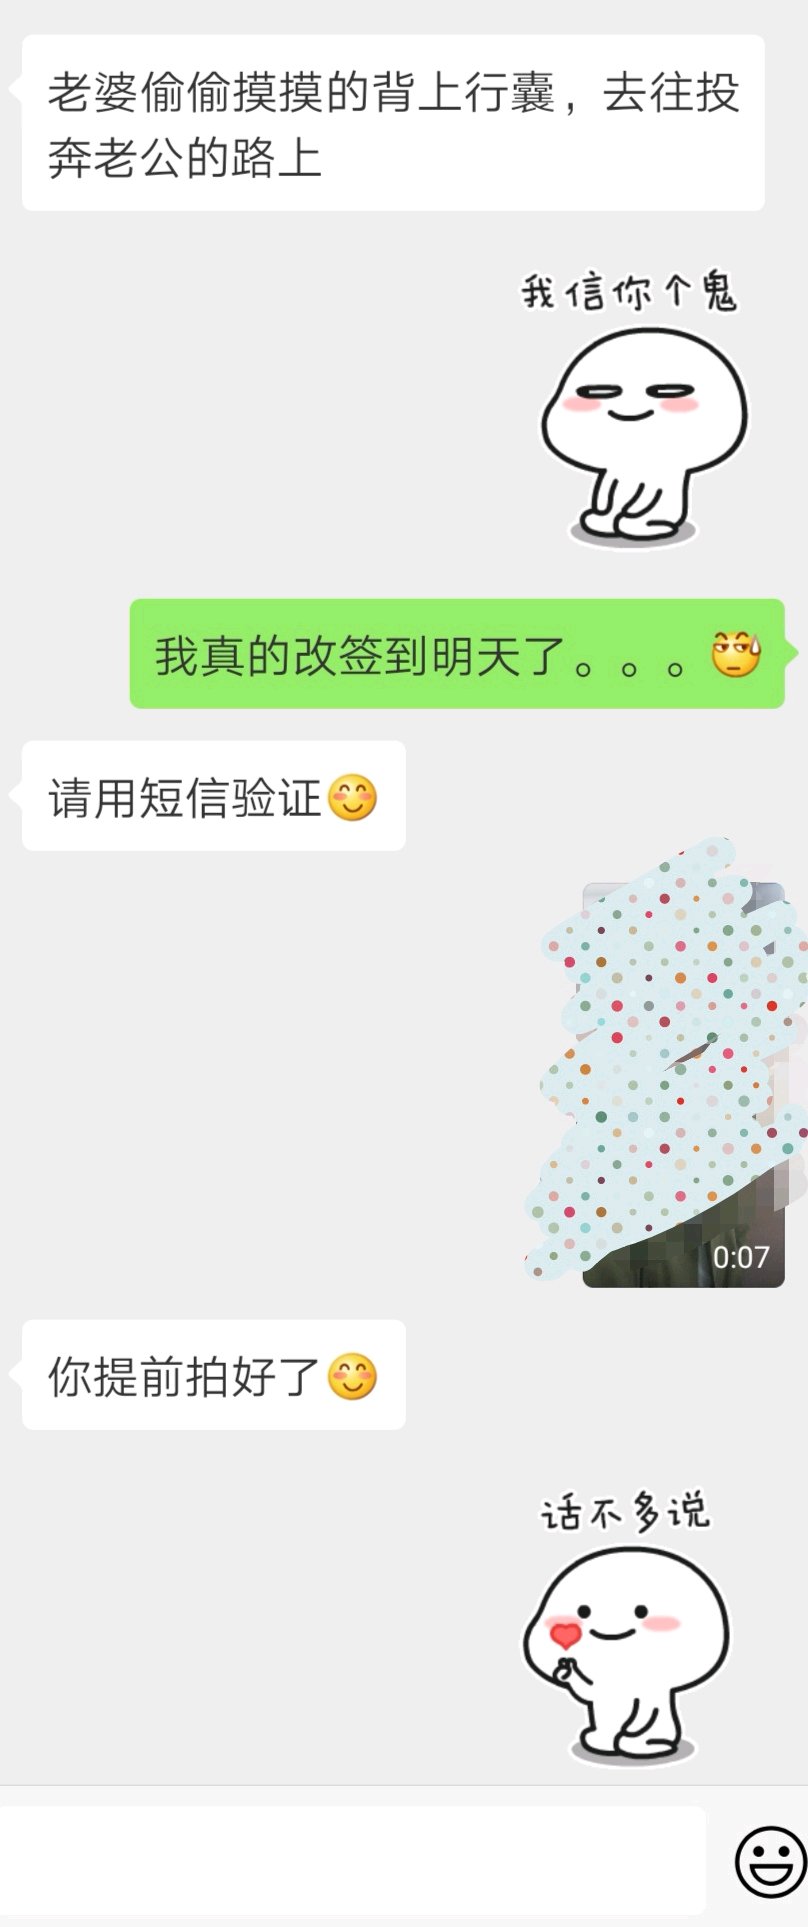 老婆偷偷摸摸的背上行囊，去往投
奔老公的路上
我信你个鬼
我真的改签到明天了。。。
请用短信验证
0:07
你提前拍好了
话不多说